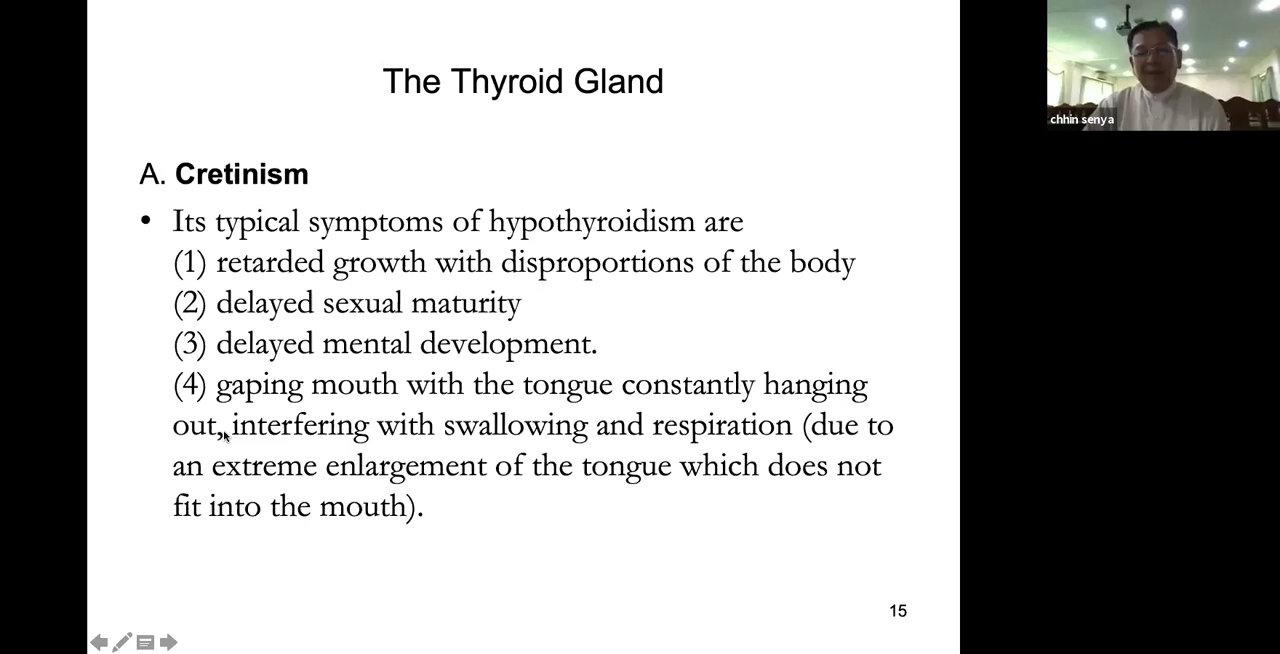 The Thyroid Gland
A. Cretinism
• Its typical symptoms of hypothyroidism are
(1) retarded growth with disproportions of the body
(2) delayed sexual maturity
(3) delayed mental development.
(4) gaping mouth with the tongue constantly hanging
out, interfering with swallowing and respiration (due to
an extreme enlargement of the tongue which does not
fit into the mouth).
15
chhin senya